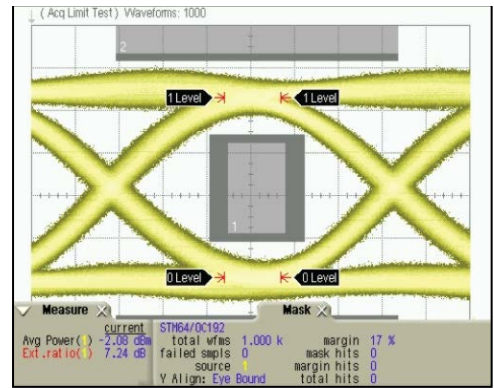 ( Acq Limit Test) Waveforms: 1000
2
1 Level 1 Level
1
0 Level 0 Level
Measure Mask
current STM64/OC192
Avg Power(1) -2.08 dBm total wfms 1.000 k margin 17 %
Ext.ratio(1) 7.24 dB failed smpls 0 mask hits 0
source 1 margin hits 0
Y Align: Eye Bound total hits 0